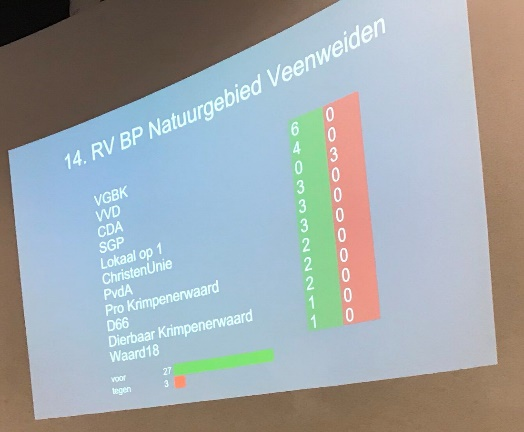 14. RV BP Natuurgebied Veenweiden
VGBK 6 0
VVD 4 0
CDA 0 3
SGP 3 0
Lokaal op 1 3 0
ChristenUnie 3 0
PvdA 2 0
Pro Krimpenerwaard 2 0
D66 2 0
Dierbaar Krimpenerwaard 1 0
Waard18 1 0
voor 27
tegen 3